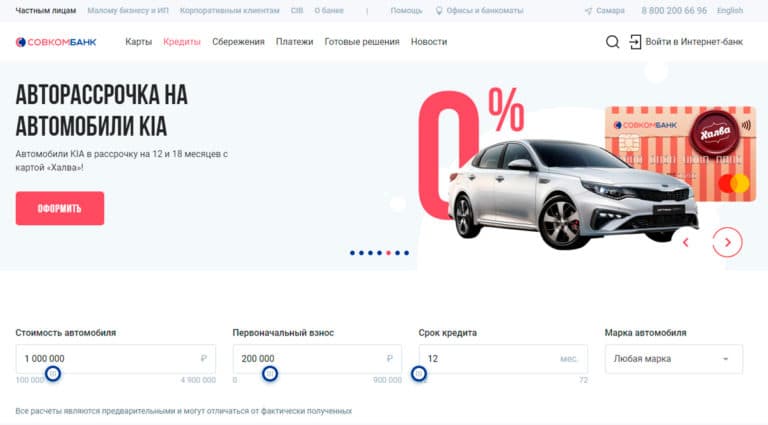 Частным лицам Малому бизнесу и ИП Корпоративным клиентам CIB О банке | Помощь Офисы и банкоматы Самара 8 800 200 66 96 English
СОВКОМБАНК Карты Кредиты Сбережения Платежи Готовые решения Новости Войти в Интернет-банк
АВТОРАССРОЧКА НА
АВТОМОБИЛИ KIA
Автомобили KIA в рассрочку на 12 и 18 месяцев с
картой «Халва»!
ОФОРМИТЬ
0%
СОВКОМБАНК
Халва
Стоимость автомобиля Первоначальный взнос Срок кредита Марка автомобиля
1 000 000 ₽ 200 000 ₽ 12 мес. Любая марка
100 000 4 900 000 0 900 000 72
Все расчеты являются предварительными и могут отличаться от фактически полученных